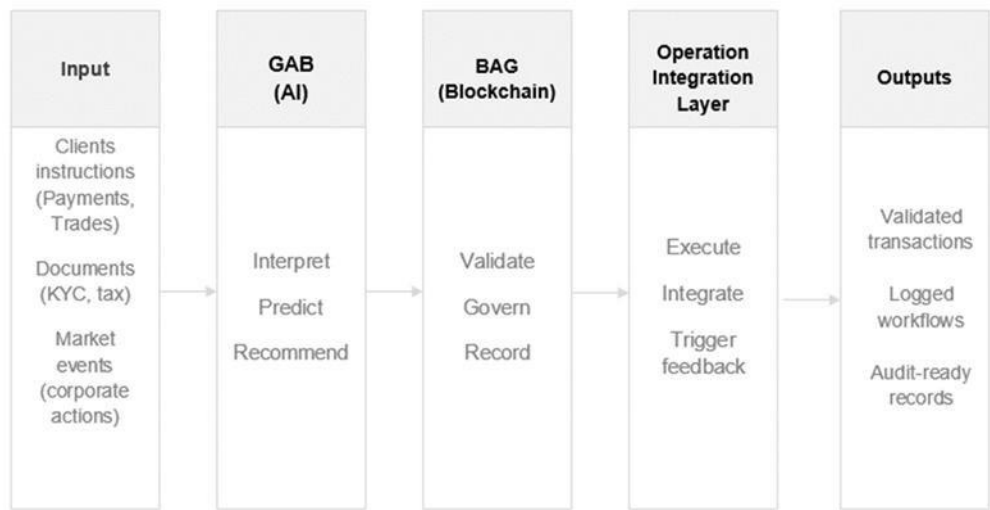 Input
Clients
instructions
(Payments,
Trades)
Documents
(KYC, tax)
Market
events
(corporate
actions)
GAB
(AI)
Interpret
Predict
Recommend
BAG
(Blockchain)
Validate
Govern
Record
Operation
Integration
Layer
Execute
Integrate
Trigger
feedback
Outputs
Validated
transactions
Logged
workflows
Audit-ready
records